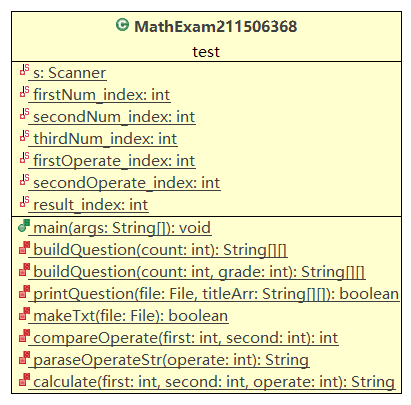 C MathExam211506368
test
s: Scanner
firstNum_index: int
secondNum_index: int
thirdNum_index: int
firstOperate_index: int
secondOperate_index: int
result_index: int
main(args: String[]): void
buildQuestion(count: int): String[][]
buildQuestion(count: int, grade: int): String[][]
printQuestion(file: File, titleArr: String[][]): boolean
makeTxt(file: File): boolean
compareOperate(first: int, second: int): int
paraseOperateStr(operate: int): String
calculate(first: int, second: int, operate: int): String